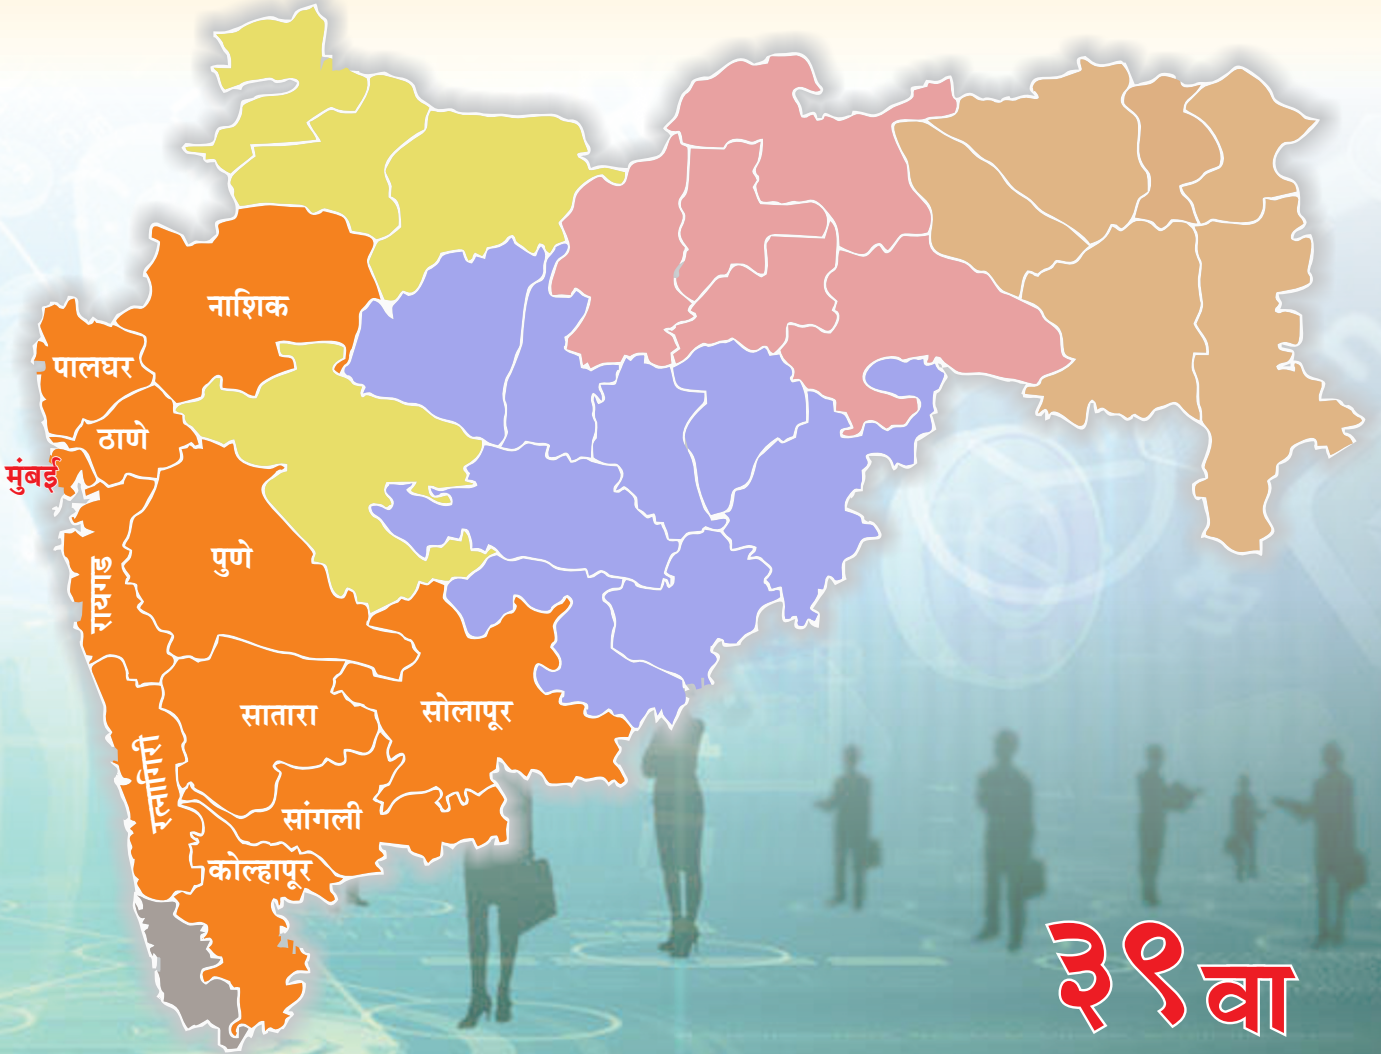 नाशिक
पालघर
ठाणे
मुंबई
पुणे
रायगड
सातारा
सोलापूर
रत्नागिरी
सांगली
कोल्हापूर
३९वा